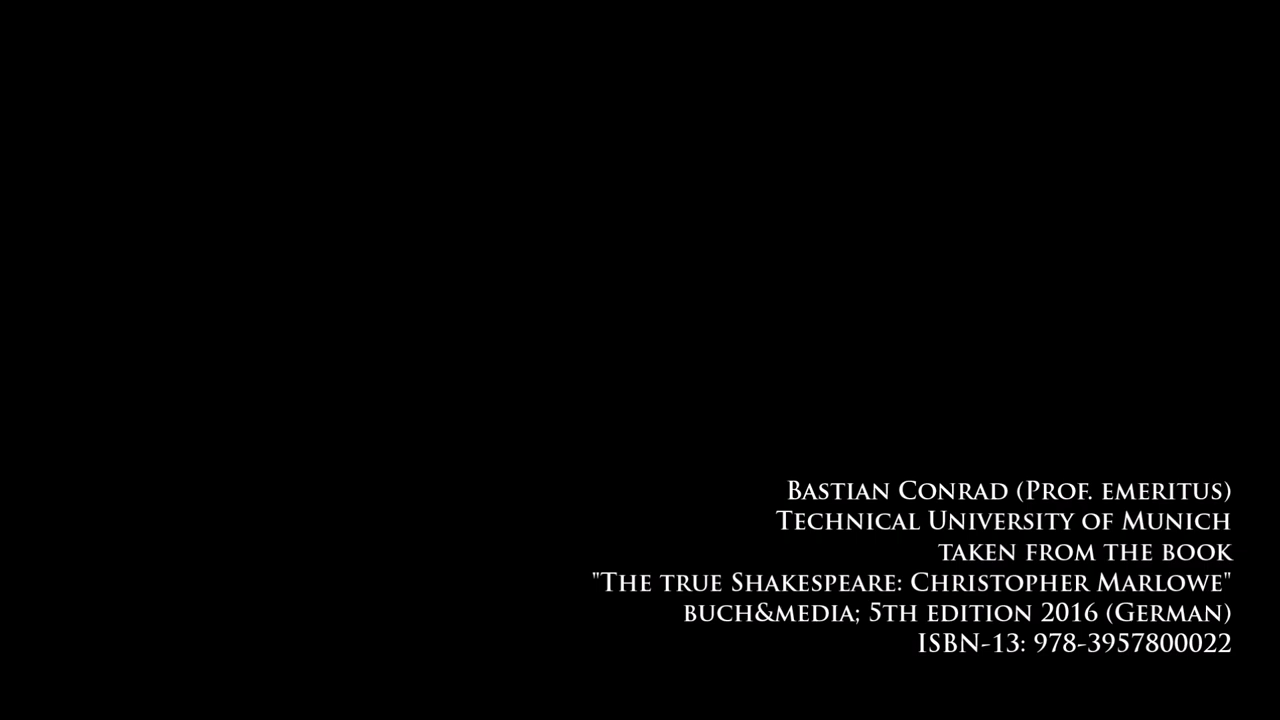 Bastian Conrad (Prof. emeritus)
Technical University of Munich
taken from the book
"The true Shakespeare: Christopher Marlowe"
buch&media; 5th edition 2016 (German)
ISBN-13: 978-3957800022